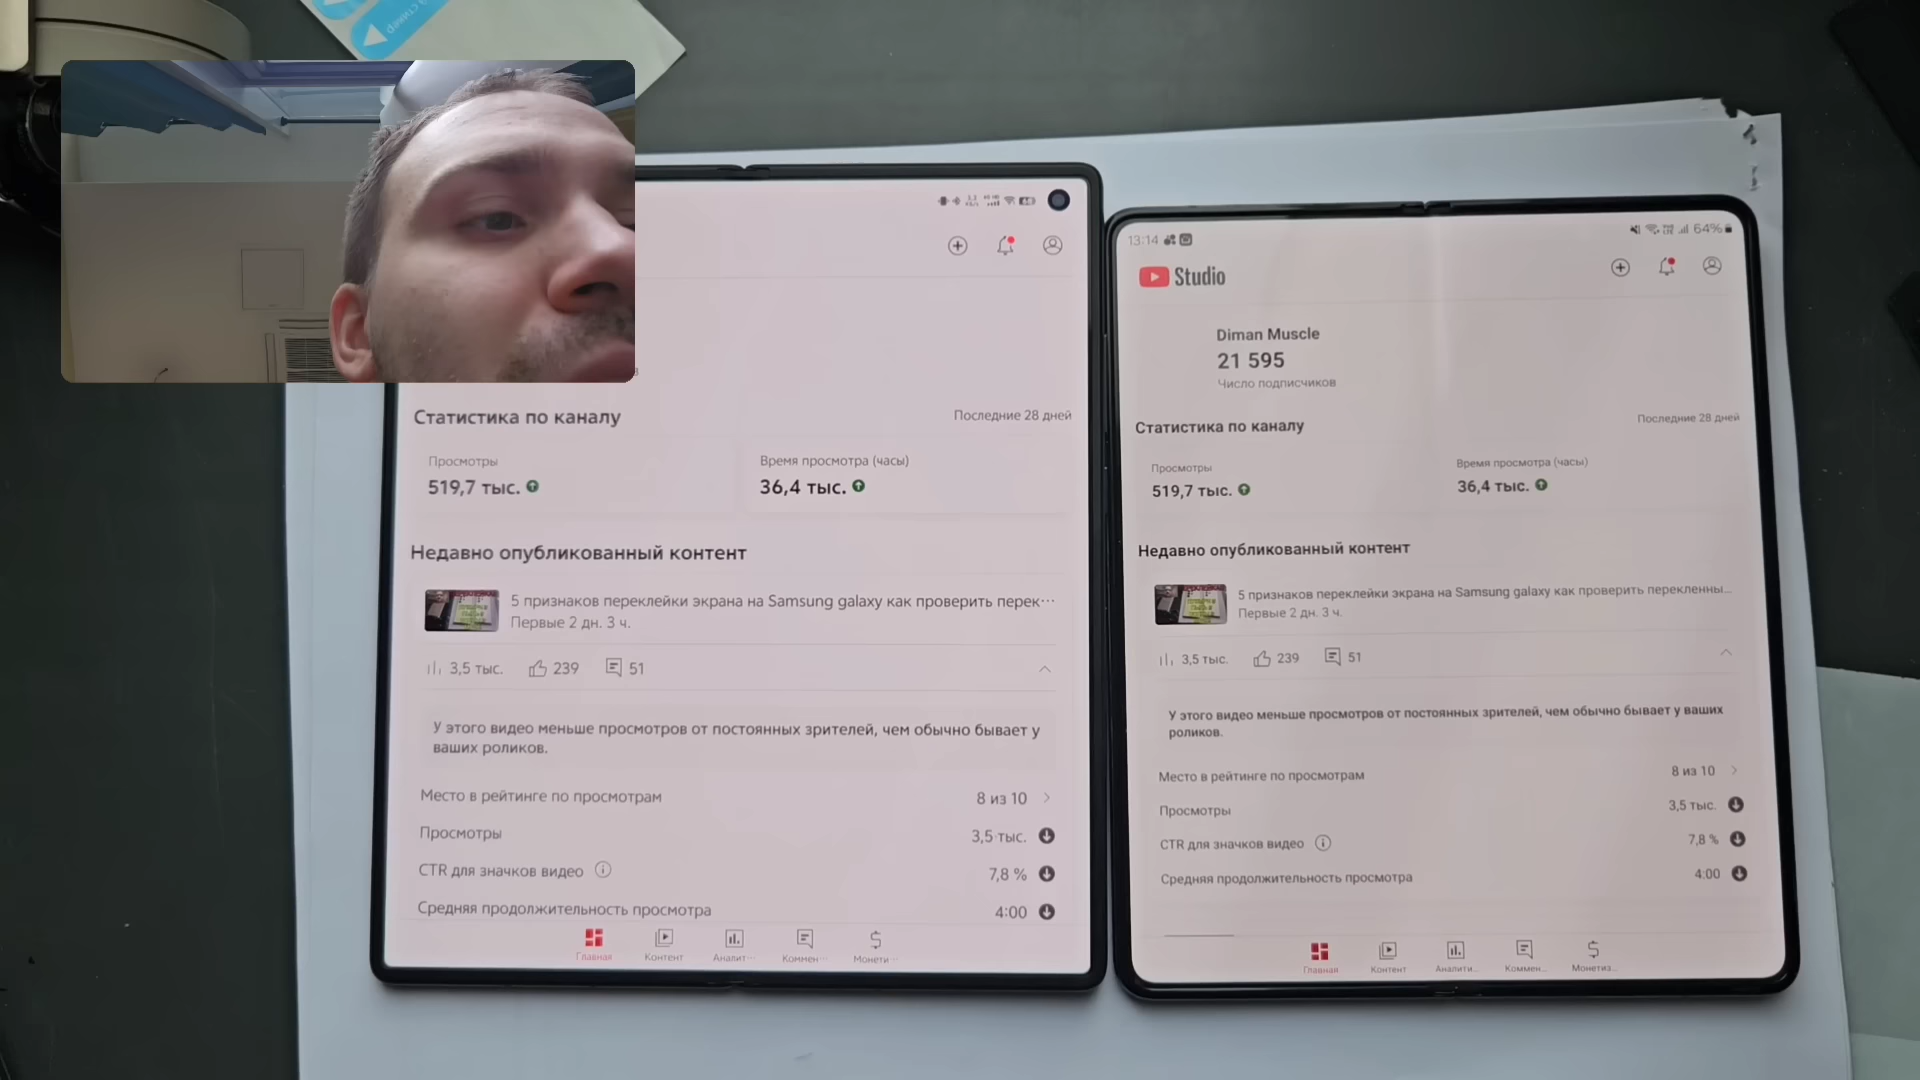 стикер
Статистика по каналу
Последние 28 дней
Просмотры
519,7 тыс.
Время просмотра (часы)
36,4 тыс.
Недавно опубликованный контент
5 признаков переклейки экрана на Samsung galaxy как проверить перек...
Первые 2 дн. 3 ч.
3,5 тыс. 239 51
У этого видео меньше просмотров от постоянных зрителей, чем обычно бывает у
ваших роликов.
Место в рейтинге по просмотрам 8 из 10
Просмотры 3,5 тыс.
CTR для значков видео 7,8 %
Средняя продолжительность просмотра 4:00
Главная Контент Аналит... Коммен... Монети...
13:14 64%
Studio
Diman Muscle
21 595
Число подписчиков
Статистика по каналу
Последние 28 дней
Просмотры
519,7 тыс.
Время просмотра (часы)
36,4 тыс.
Недавно опубликованный контент
5 признаков переклейки экрана на Samsung galaxy как проверить перекленны...
Первые 2 дн. 3 ч.
3,5 тыс. 239 51
У этого видео меньше просмотров от постоянных зрителей, чем обычно бывает у ваших
роликов.
Место в рейтинге по просмотрам 8 из 10
Просмотры 3,5 тыс.
CTR для значков видео 7,8 %
Средняя продолжительность просмотра 4:00
Главная Контент Аналити... Коммен... Монетиз...